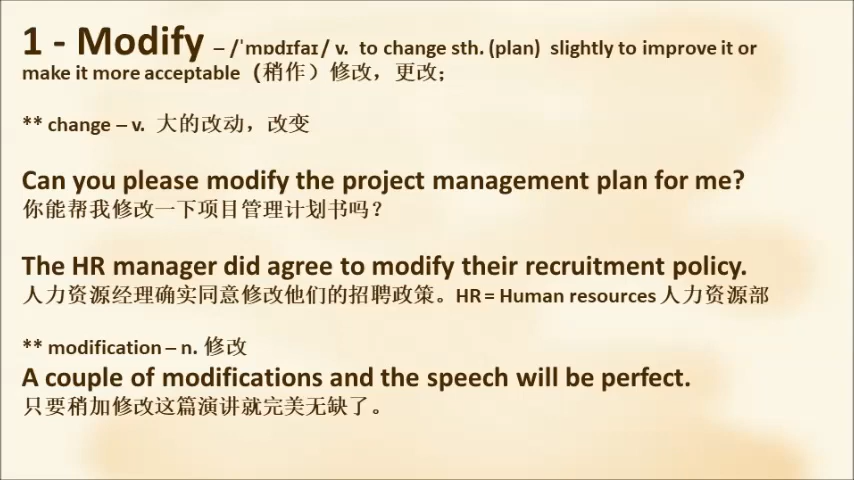 1 - Modify – /ˈmɒdɪfaɪ/ v. to change sth. (plan) slightly to improve it or
make it more acceptable （稍作）修改，更改；
** change – v. 大的改动，改变
Can you please modify the project management plan for me?
你能帮我修改一下项目管理计划书吗？
The HR manager did agree to modify their recruitment policy.
人力资源经理确实同意修改他们的招聘政策。HR = Human resources 人力资源部
** modification – n. 修改
A couple of modifications and the speech will be perfect.
只要稍加修改这篇演讲就完美无缺了。